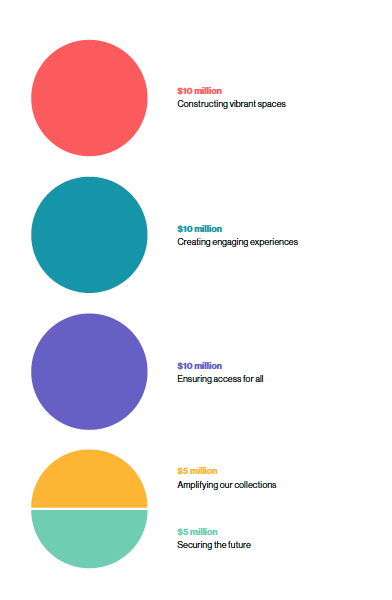 $10 million
Constructing vibrant spaces
$10 million
Creating engaging experiences
$10 million
Ensuring access for all
$5 million
Amplifying our collections
$5 million
Securing the future